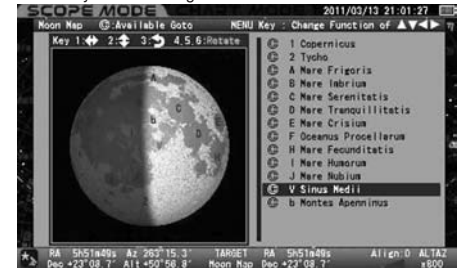 SCOPE MODE 2011/03/13 21:01:27
Moon Map G:Available Goto MENU Key : Change Function of ▲▼◀▶
Key 1: 2: 3: 4.5.6:Rotate
G 1 Copernicus
G 2 Tycho
G A Mare Frigoris
G B Mare Imbrium
G C Mare Serenitatis
G D Mare Tranquillitatis
G E Mare Crisium
G F Oceanus Procellarum
G H Mare Fecunditatis
G I Mare Humorum
G J Mare Nubium
G V Sinus Medii
G b Montes Apenninus
A
C
b
D
RA 5h51m49s Az 263°15.3' TARGET RA 5h51m49s Align:0 ALTAZ
Dec +23°08.7' Alt +50°56.8' Moon Map Dec +23°08.7' x800